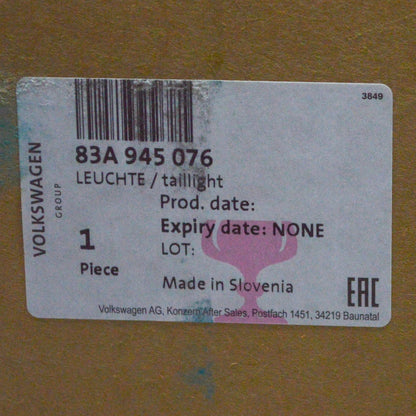 3849
VOLKSWAGEN
GROUP
83A 945 076
LEUCHTE / taillight
Prod. date:
Expiry date: NONE
LOT:
1
Piece
Made in Slovenia
EAC
Volkswagen AG, Konzern After Sales, Postfach 1451, 34219 Baunatal